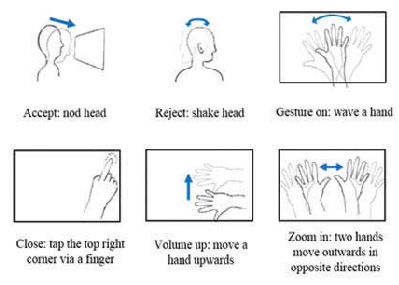 Accept: nod head
Reject: shake head
Gesture on: wave a hand
Close: tap the top right
corner via a finger
Volume up: move a
hand upwards
Zoom in: two hands
move outwards in
opposite directions